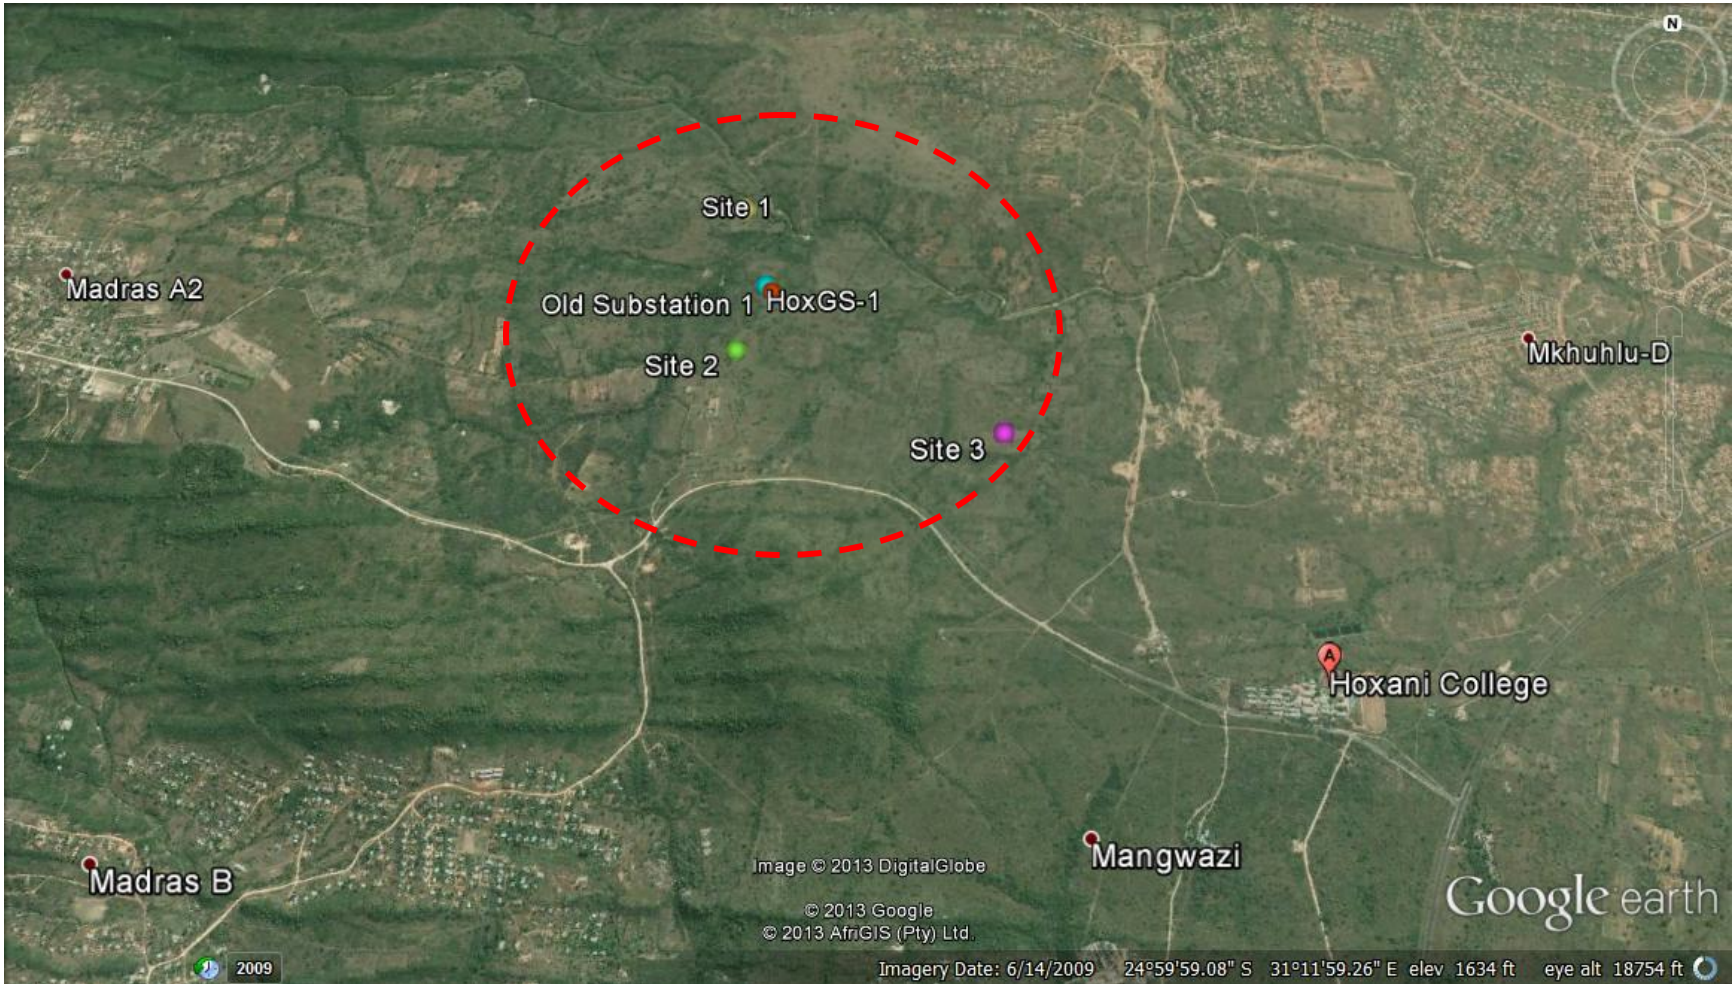 N
Site 1
Madras A2
Old Substation 1
HoxGS-1
Site 2
Mkhuhlu-D
Site 3
A
Hoxani College
Mangwazi
Madras B
Image © 2013 DigitalGlobe
© 2013 Google
© 2013 AfriGIS (Pty) Ltd.
Google earth
2009
Imagery Date: 6/14/2009 24°59'59.08" S 31°11'59.26" E elev 1634 ft eye alt 18754 ft